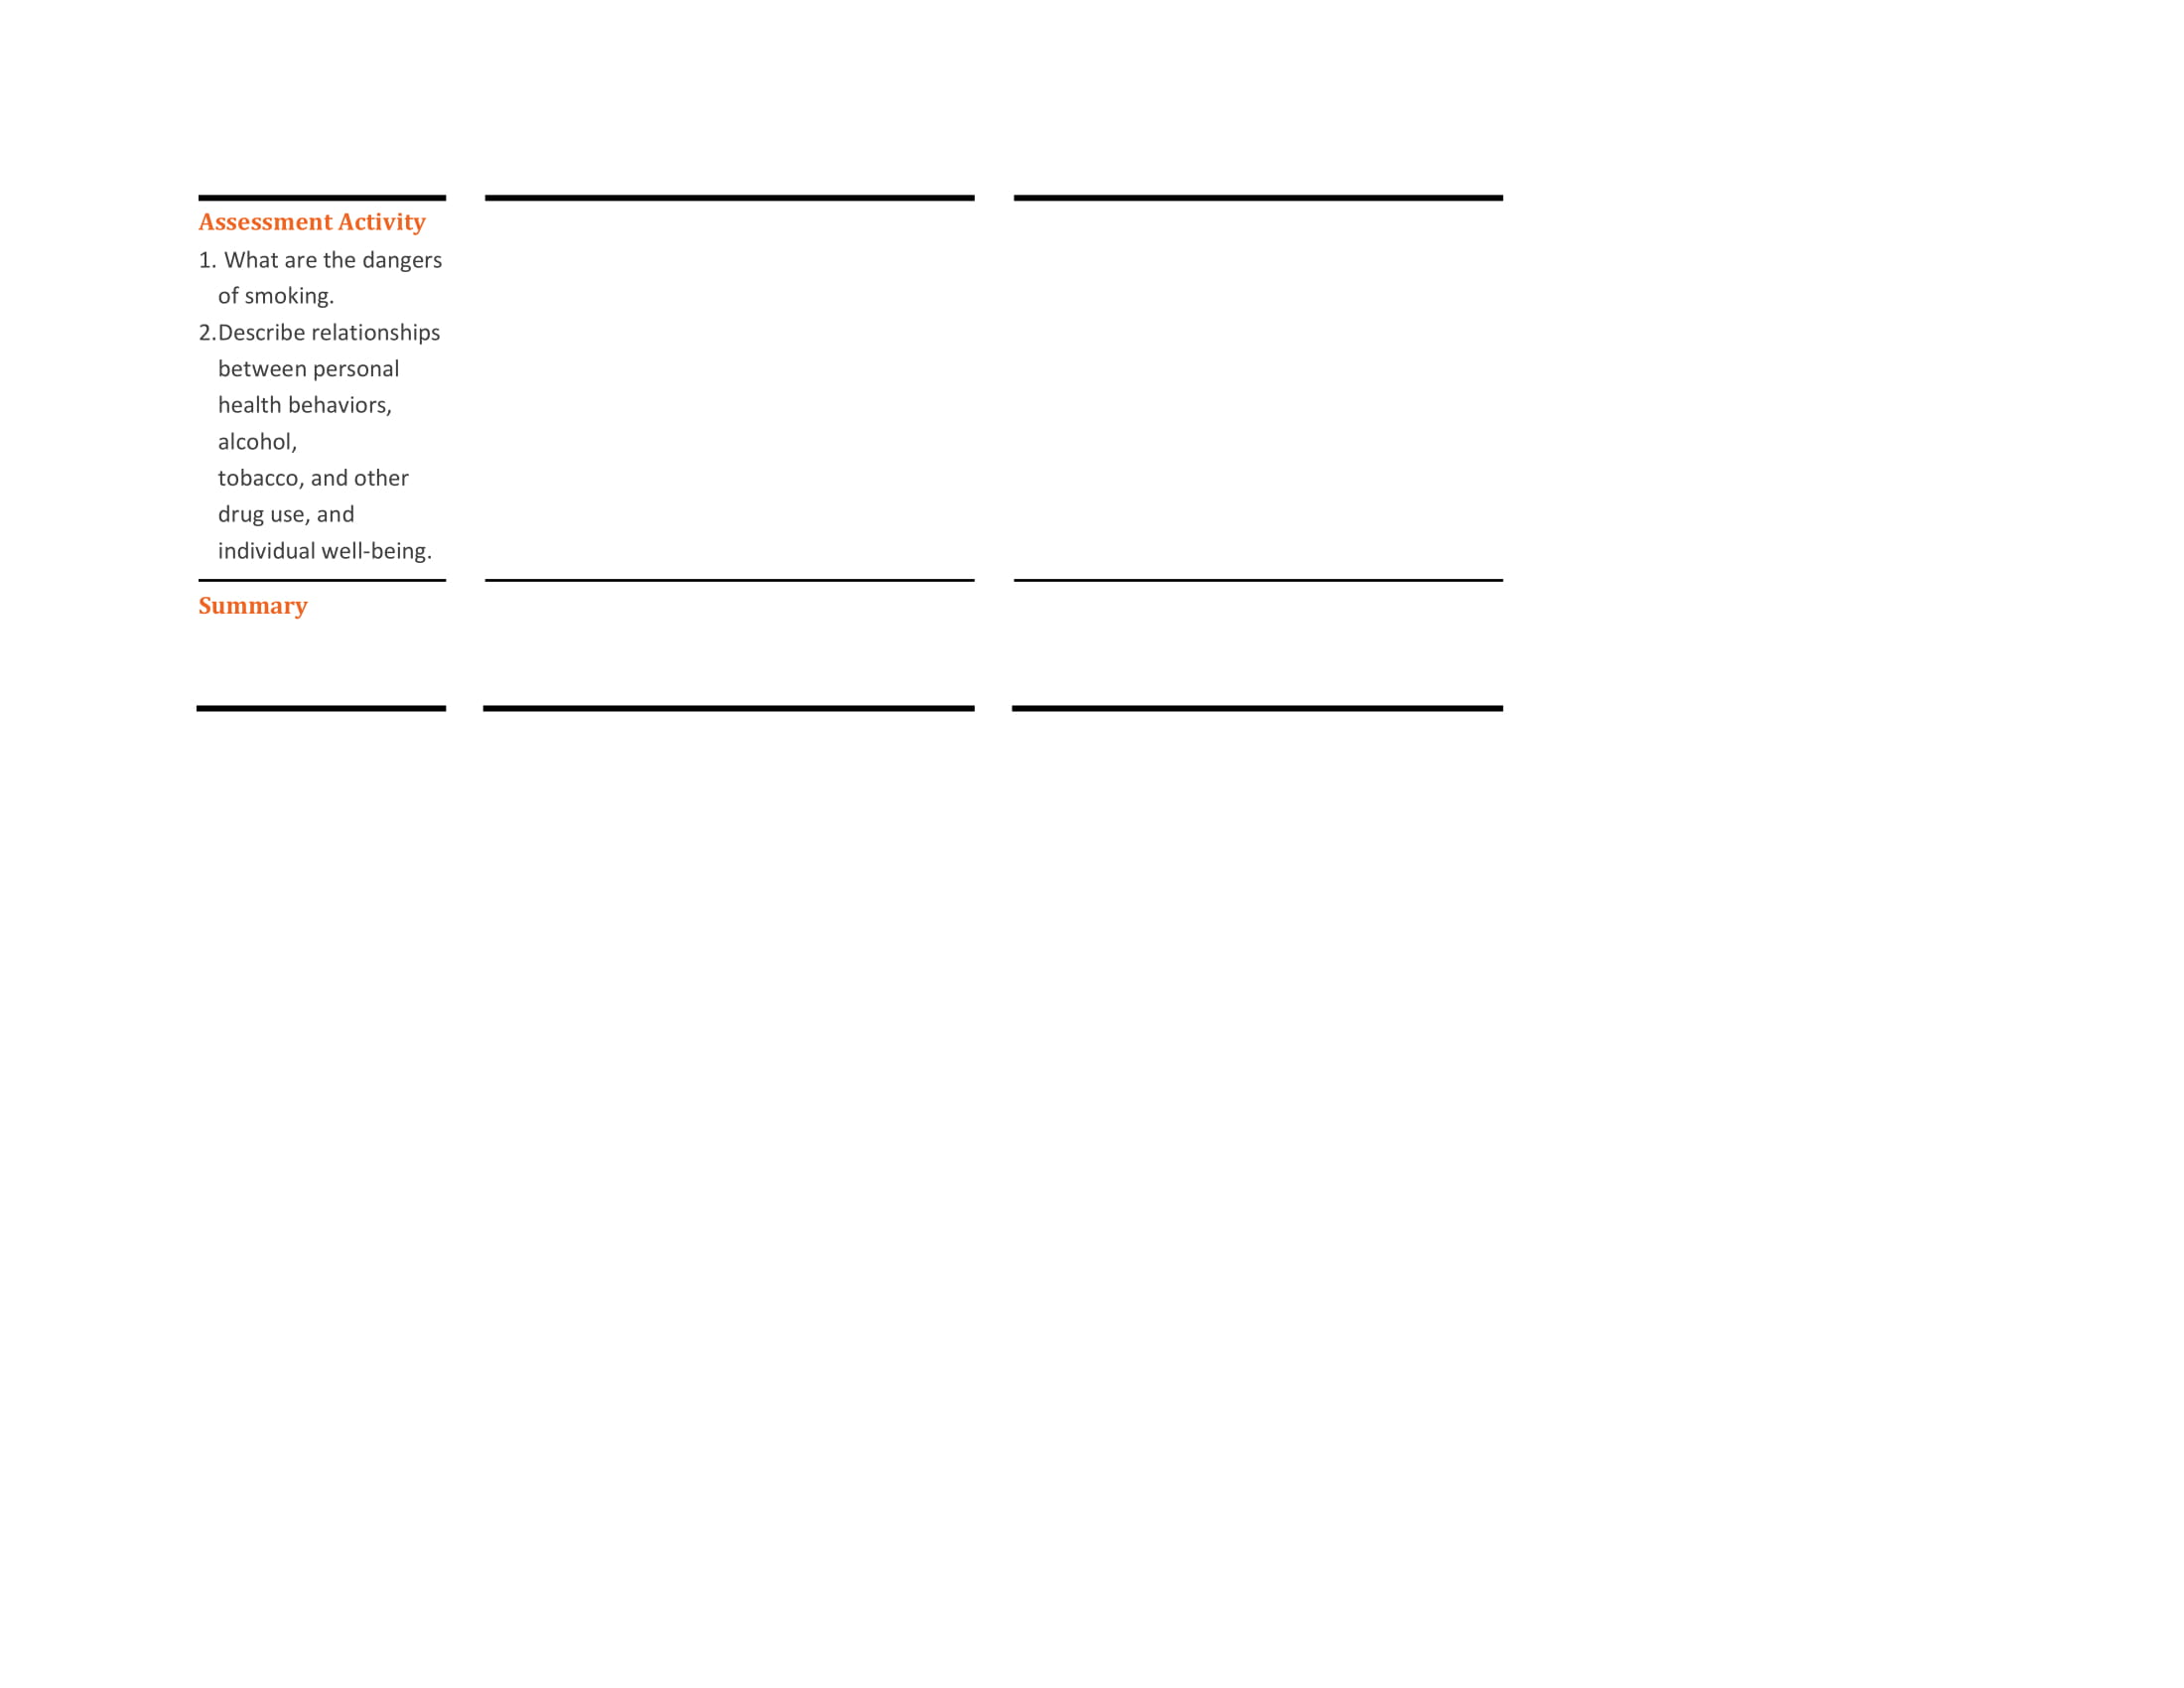 Assessment Activity
1. What are the dangers
of smoking.
2.Describe relationships
between personal
health behaviors,
alcohol,
tobacco, and other
drug use, and
individual well-being.
Summary